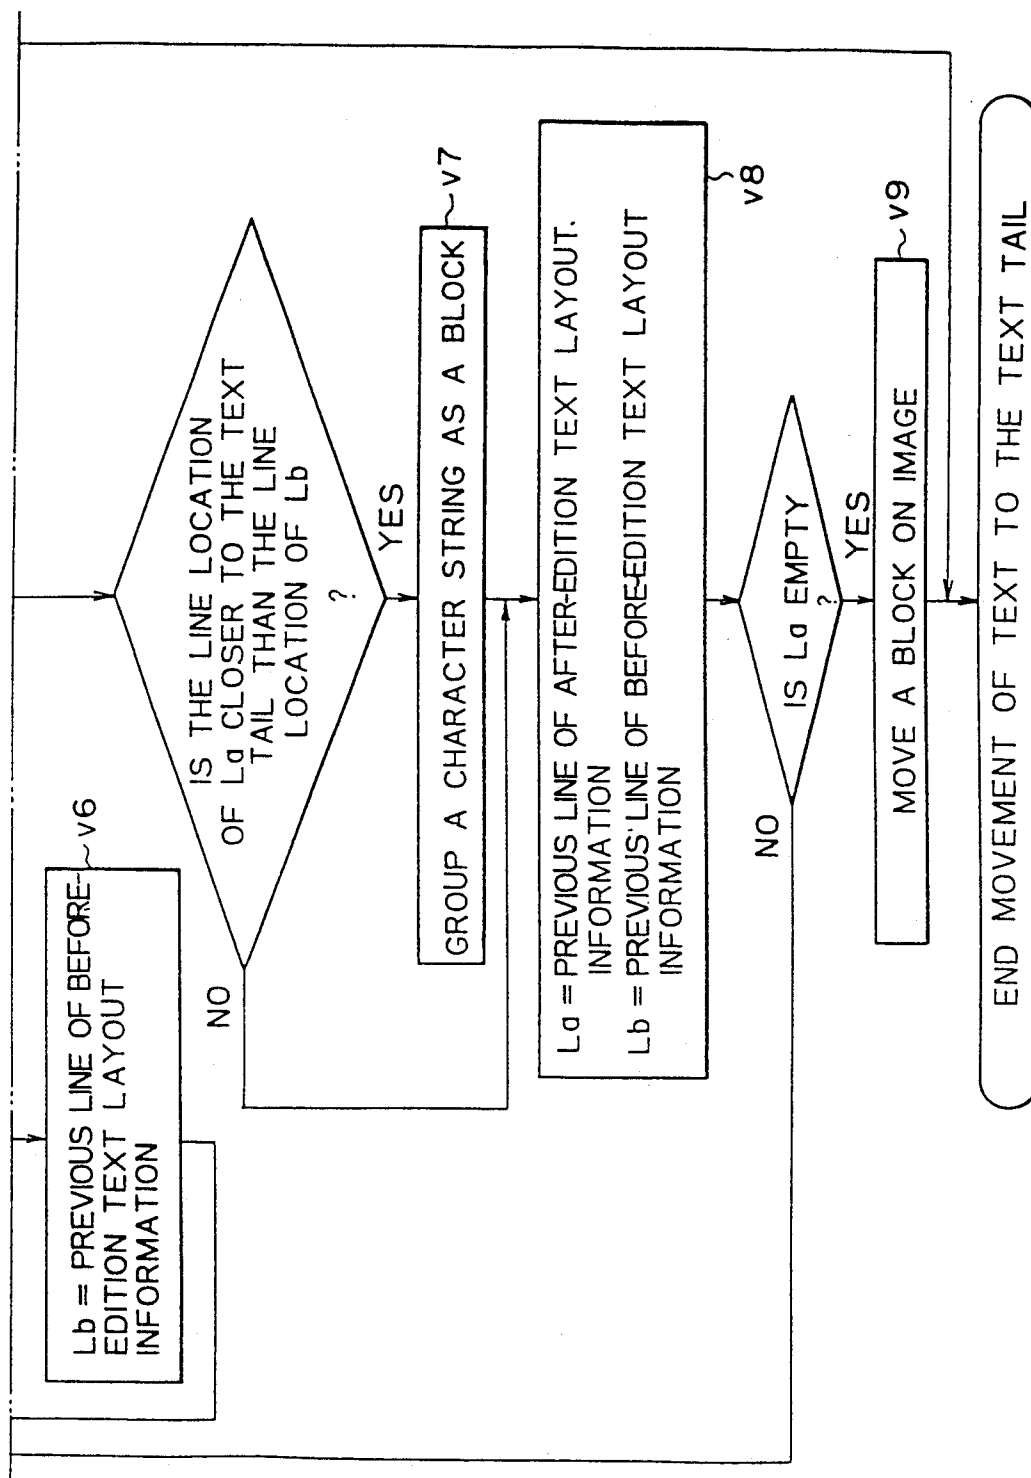 Lb = PREVIOUS LINE OF BEFORE-
EDITION TEXT LAYOUT
INFORMATION
v6
IS THE LINE LOCATION
OF La CLOSER TO THE TEXT
TAIL THAN THE LINE
LOCATION OF Lb
?
NO
YES
GROUP A CHARACTER STRING AS A BLOCK
v7
La = PREVIOUS LINE OF AFTER-EDITION TEXT LAYOUT.
INFORMATION
Lb = PREVIOUS LINE OF BEFORE-EDITION TEXT LAYOUT
INFORMATION
v8
IS La EMPTY
?
NO
YES
MOVE A BLOCK ON IMAGE
v9
END MOVEMENT OF TEXT TO THE TEXT TAIL